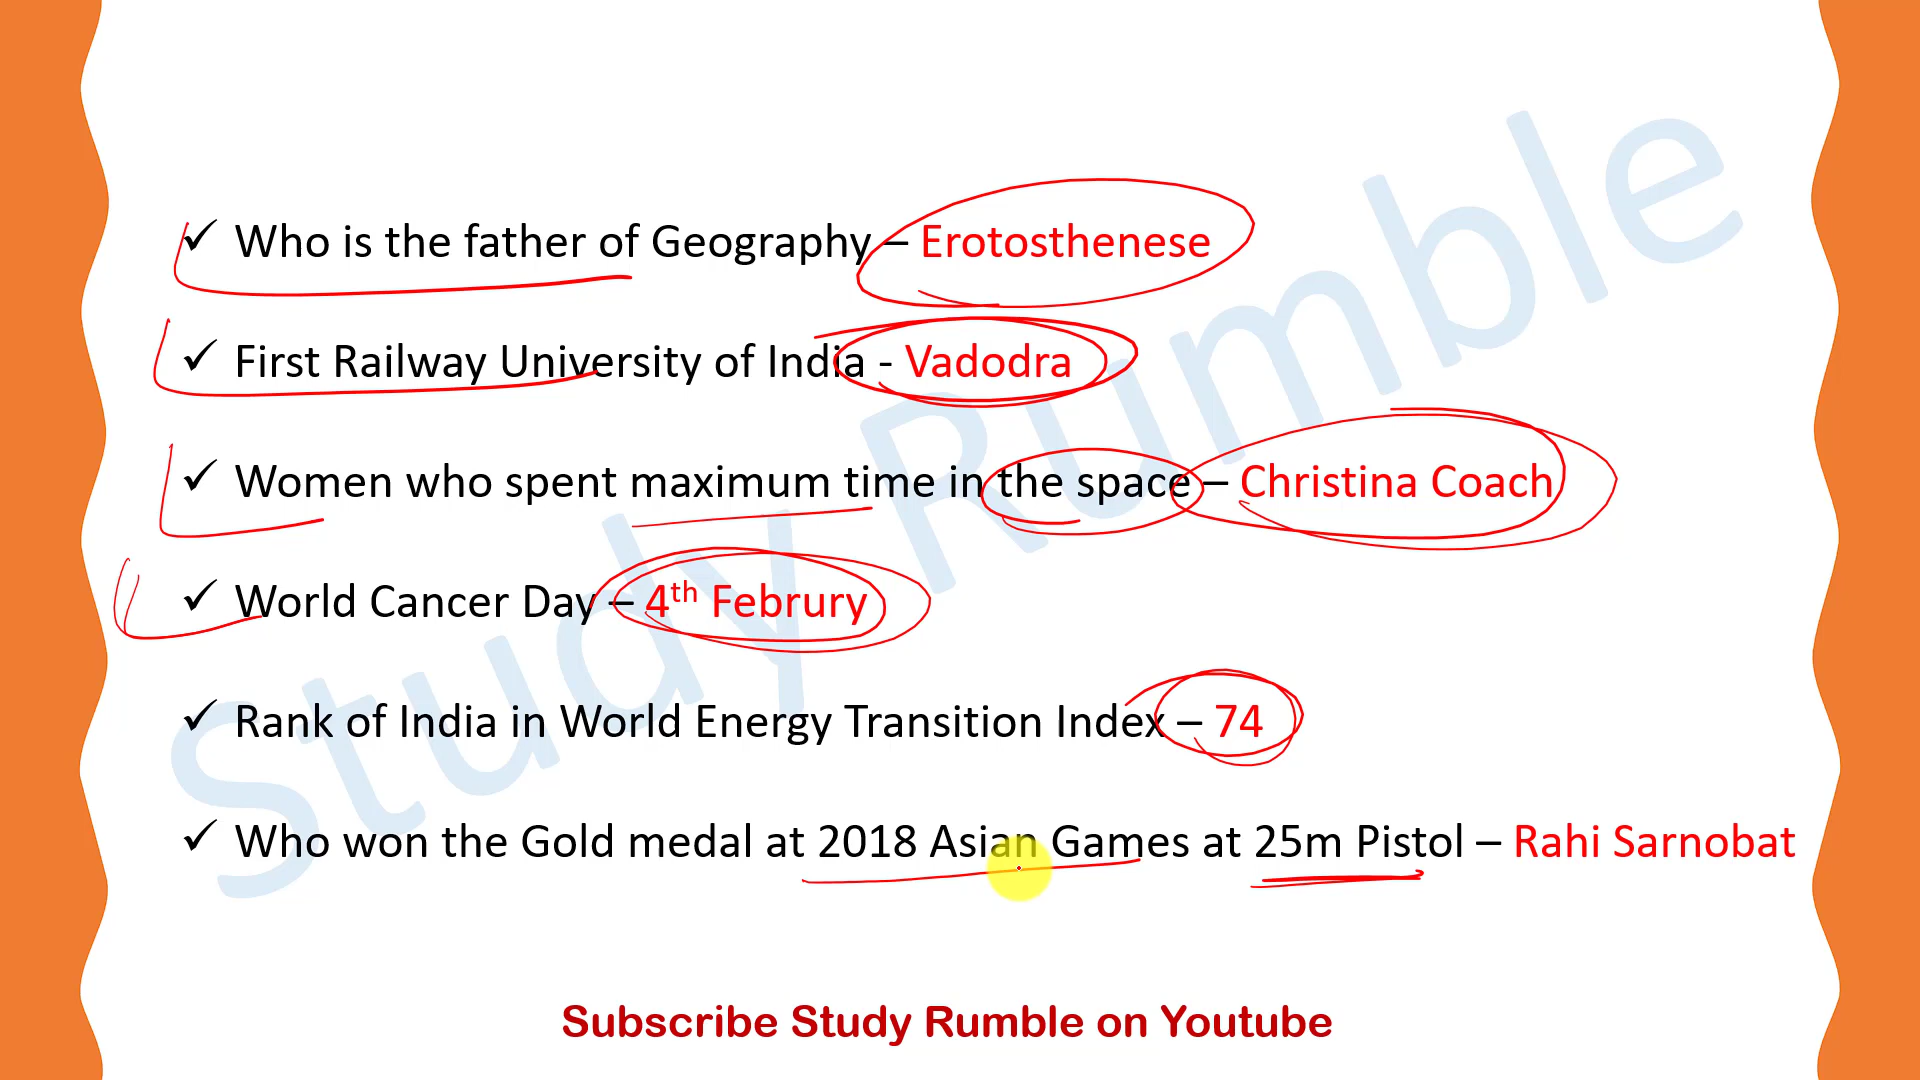 Who is the father of Geography – Erotosthenese
First Railway University of India - Vadodra
Women who spent maximum time in the space – Christina Coach
World Cancer Day – 4th Februry
Rank of India in World Energy Transition Index – 74
Who won the Gold medal at 2018 Asian Games at 25m Pistol – Rahi Sarnobat
Study Rumble
Subscribe Study Rumble on Youtube